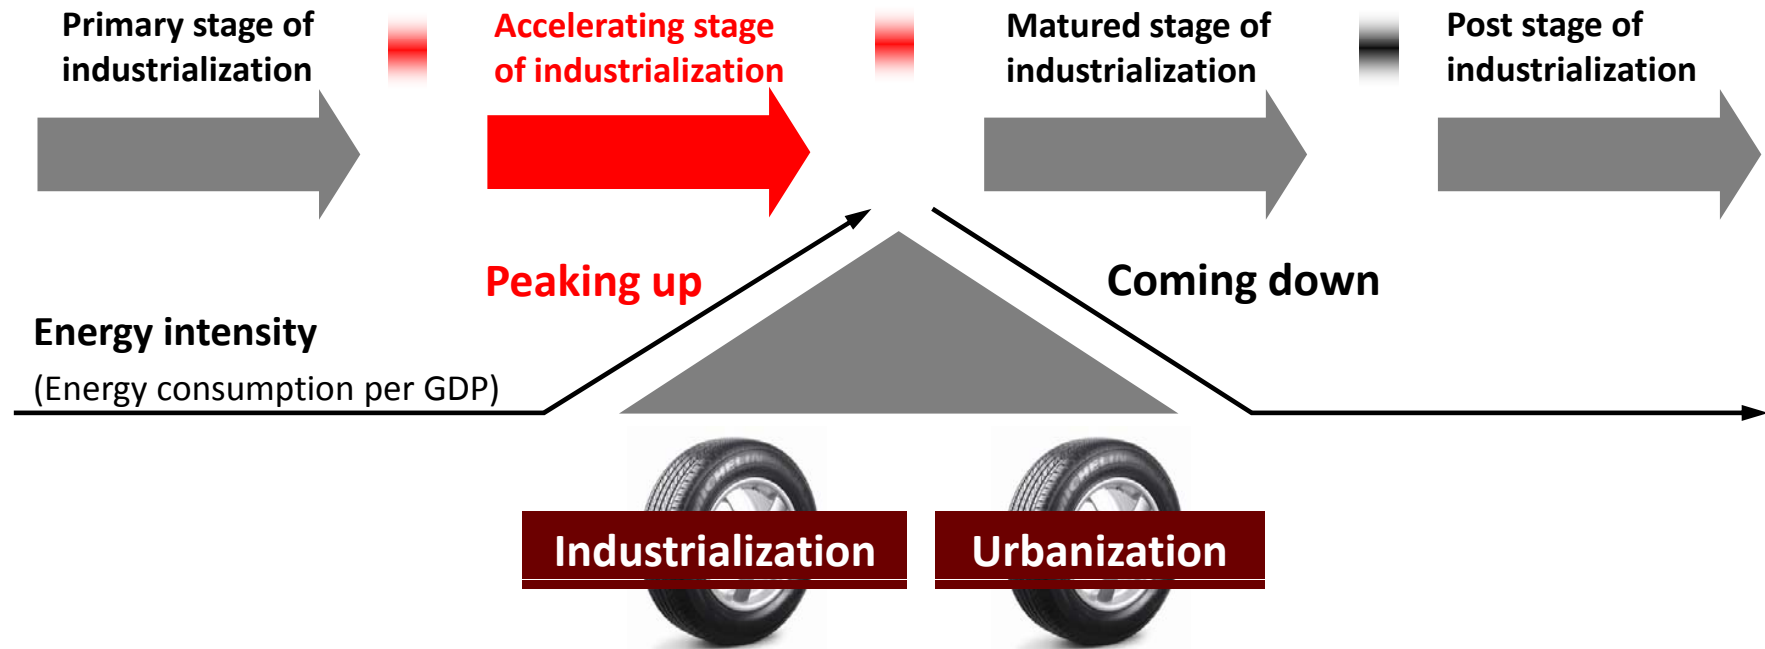 Primary stage of
industrialization
Accelerating stage
of industrialization
Matured stage of
industrialization
Post stage of
industrialization
Peaking up
Coming down
Energy intensity
(Energy consumption per GDP)
Industrialization
Urbanization